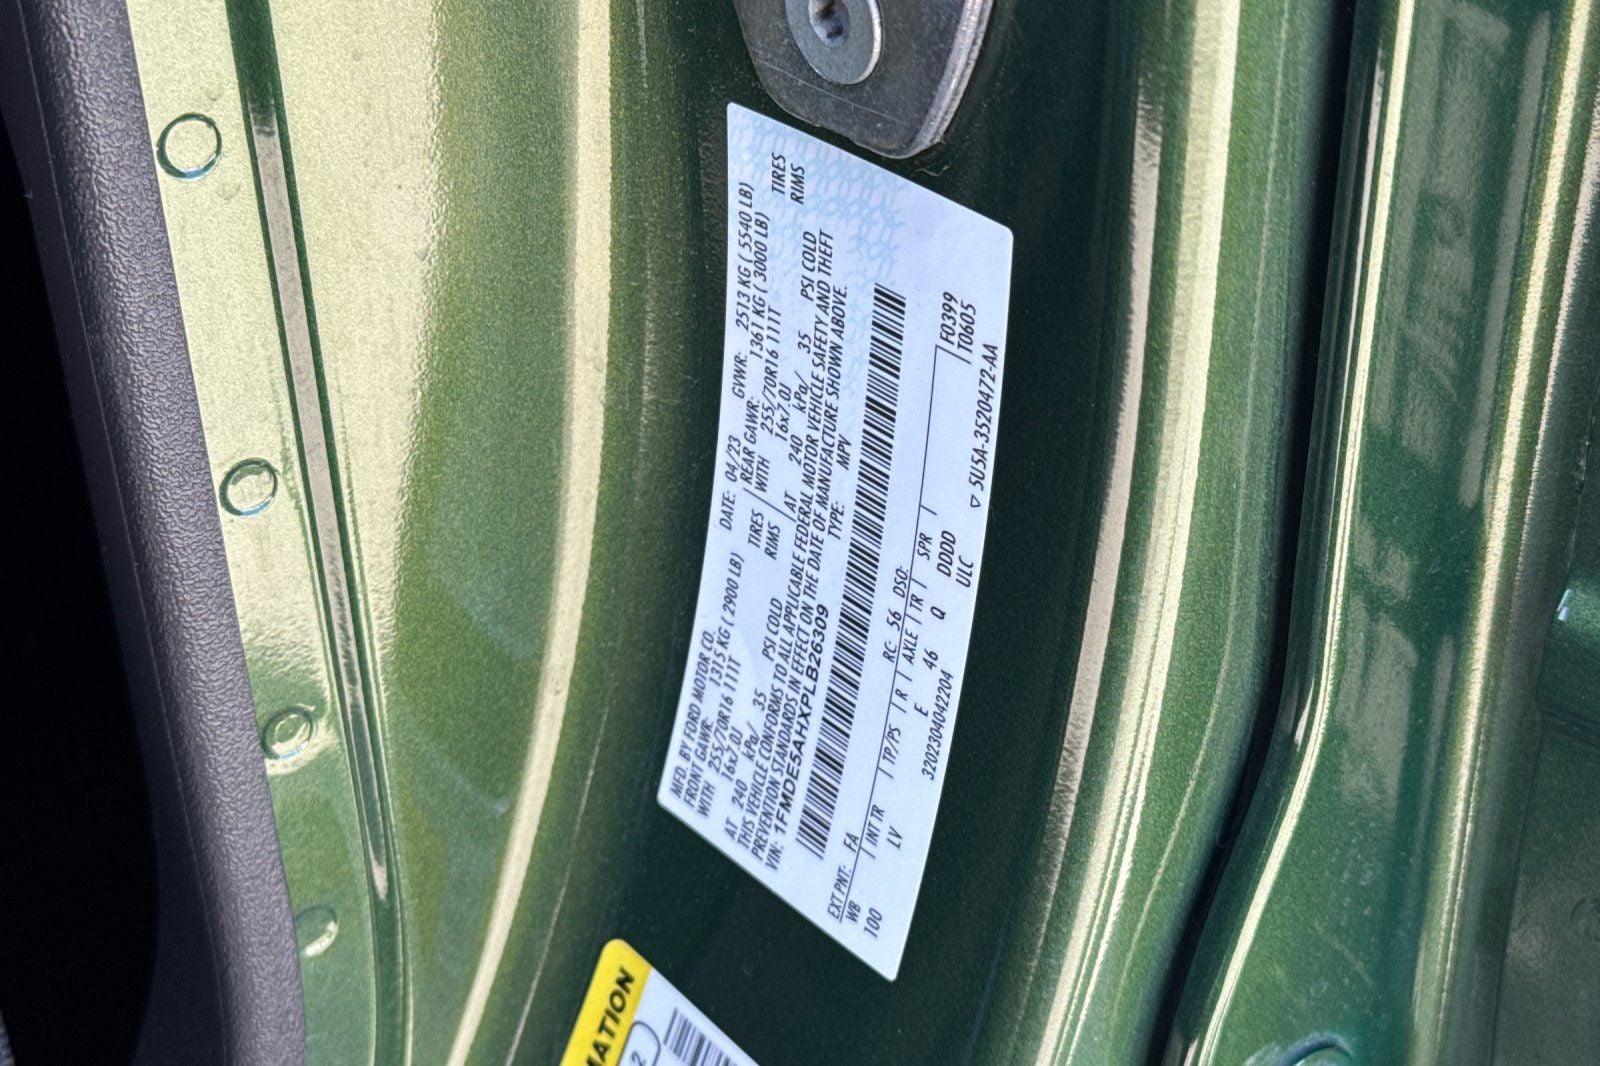 MFD. BY FORD MOTOR CO. DATE: 04/23 GVWR: 2513 KG ( 5540 LB)
FRONT GAWR: 1315 KG ( 2900 LB) REAR GAWR: 1361 KG ( 3000 LB)
WITH 255/70R16 111T TIRES WITH 255/70R16 111T TIRES
16x7.0J RIMS 16x7.0J RIMS
AT 240 kPa/ 35 PSI COLD AT 240 kPa/ 35 PSI COLD
THIS VEHICLE CONFORMS TO ALL APPLICABLE FEDERAL MOTOR VEHICLE SAFETY AND THEFT
PREVENTION STANDARDS IN EFFECT ON THE DATE OF MANUFACTURE SHOWN ABOVE.
VIN: 1FMDE5AHXPLB26309 TYPE: MPV
EXT PNT: FA RC: 56 DSO: F0399
WB INT TR TP/PS R AXLE TR SPR T0605
100 LV E 46 Q DDDD
3202304042204 ULC ▽ 5U5A-3520472-AA
MATION
2